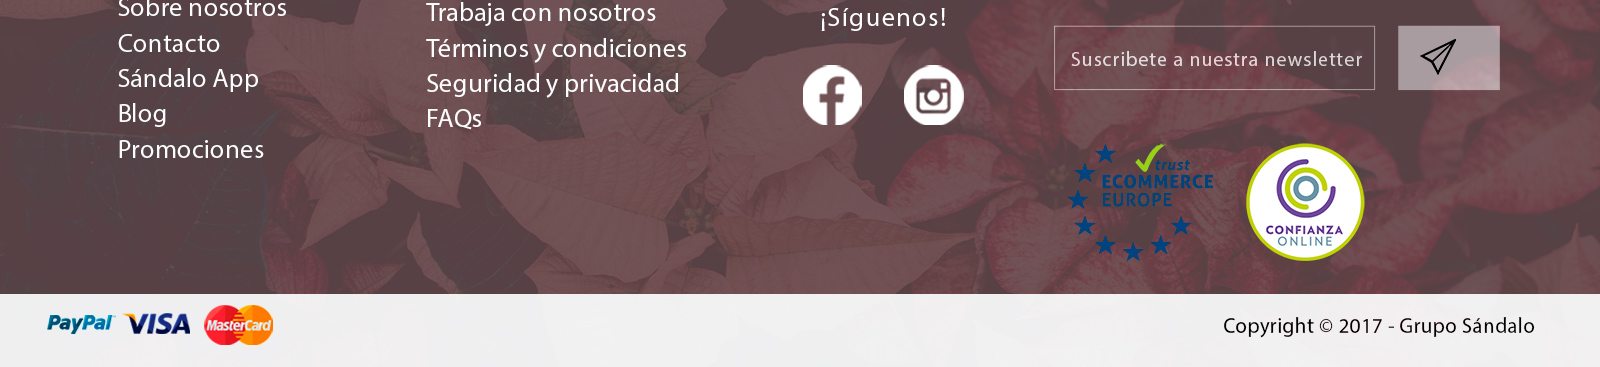 Sobre nosotros
Contacto
Sándalo App
Blog
Promociones
Trabaja con nosotros
Términos y condiciones
Seguridad y privacidad
FAQs
¡Síguenos!
Suscribete a nuestra newsletter
trust
ECOMMERCE
EUROPE
CONFIANZA
ONLINE
PayPal VISA MasterCard
Copyright © 2017 - Grupo Sándalo